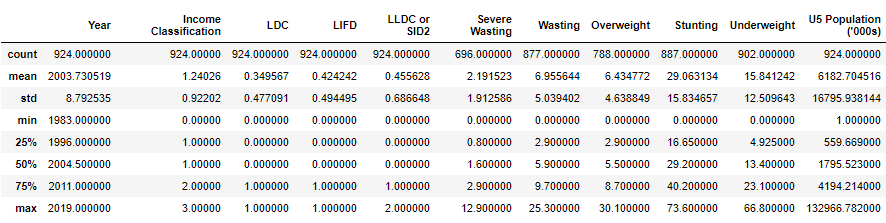 Year Income Classification LDC LIFD LLDC or SID2 Severe Wasting Wasting Overweight Stunting Underweight U5 Population ('000s)
count 924.000000 924.00000 924.000000 924.000000 924.000000 696.000000 877.000000 788.000000 887.000000 902.000000 924.000000
mean 2003.730519 1.24026 0.349567 0.424242 0.455628 2.191523 6.955644 6.434772 29.063134 15.841242 6182.704516
std 8.792535 0.92202 0.477091 0.494495 0.686648 1.912586 5.039402 4.638849 15.834657 12.509643 16795.938144
min 1983.000000 0.00000 0.000000 0.000000 0.000000 0.000000 0.000000 0.000000 0.000000 0.000000 1.000000
25% 1996.000000 1.00000 0.000000 0.000000 0.000000 0.800000 2.900000 2.900000 16.650000 4.925000 559.669000
50% 2004.500000 1.00000 0.000000 0.000000 0.000000 1.600000 5.900000 5.500000 29.200000 13.400000 1795.523000
75% 2011.000000 2.00000 1.000000 1.000000 1.000000 2.900000 9.700000 8.700000 40.200000 23.100000 4194.214000
max 2019.000000 3.00000 1.000000 1.000000 2.000000 12.900000 25.300000 30.100000 73.600000 66.800000 132966.782000